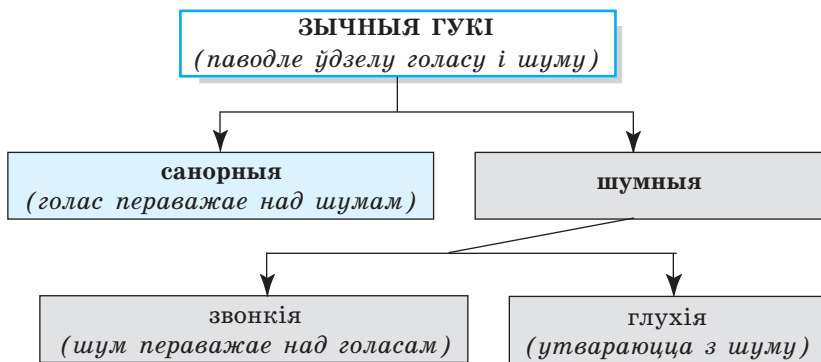 ЗЫЧНЫЯ ГУКІ
(паводле ўдзелу голасу і шуму)
санорныя
(голас пераважае над шумам)
шумныя
звонкія
(шум пераважае над голасам)
глухія
(утвараюцца з шуму)